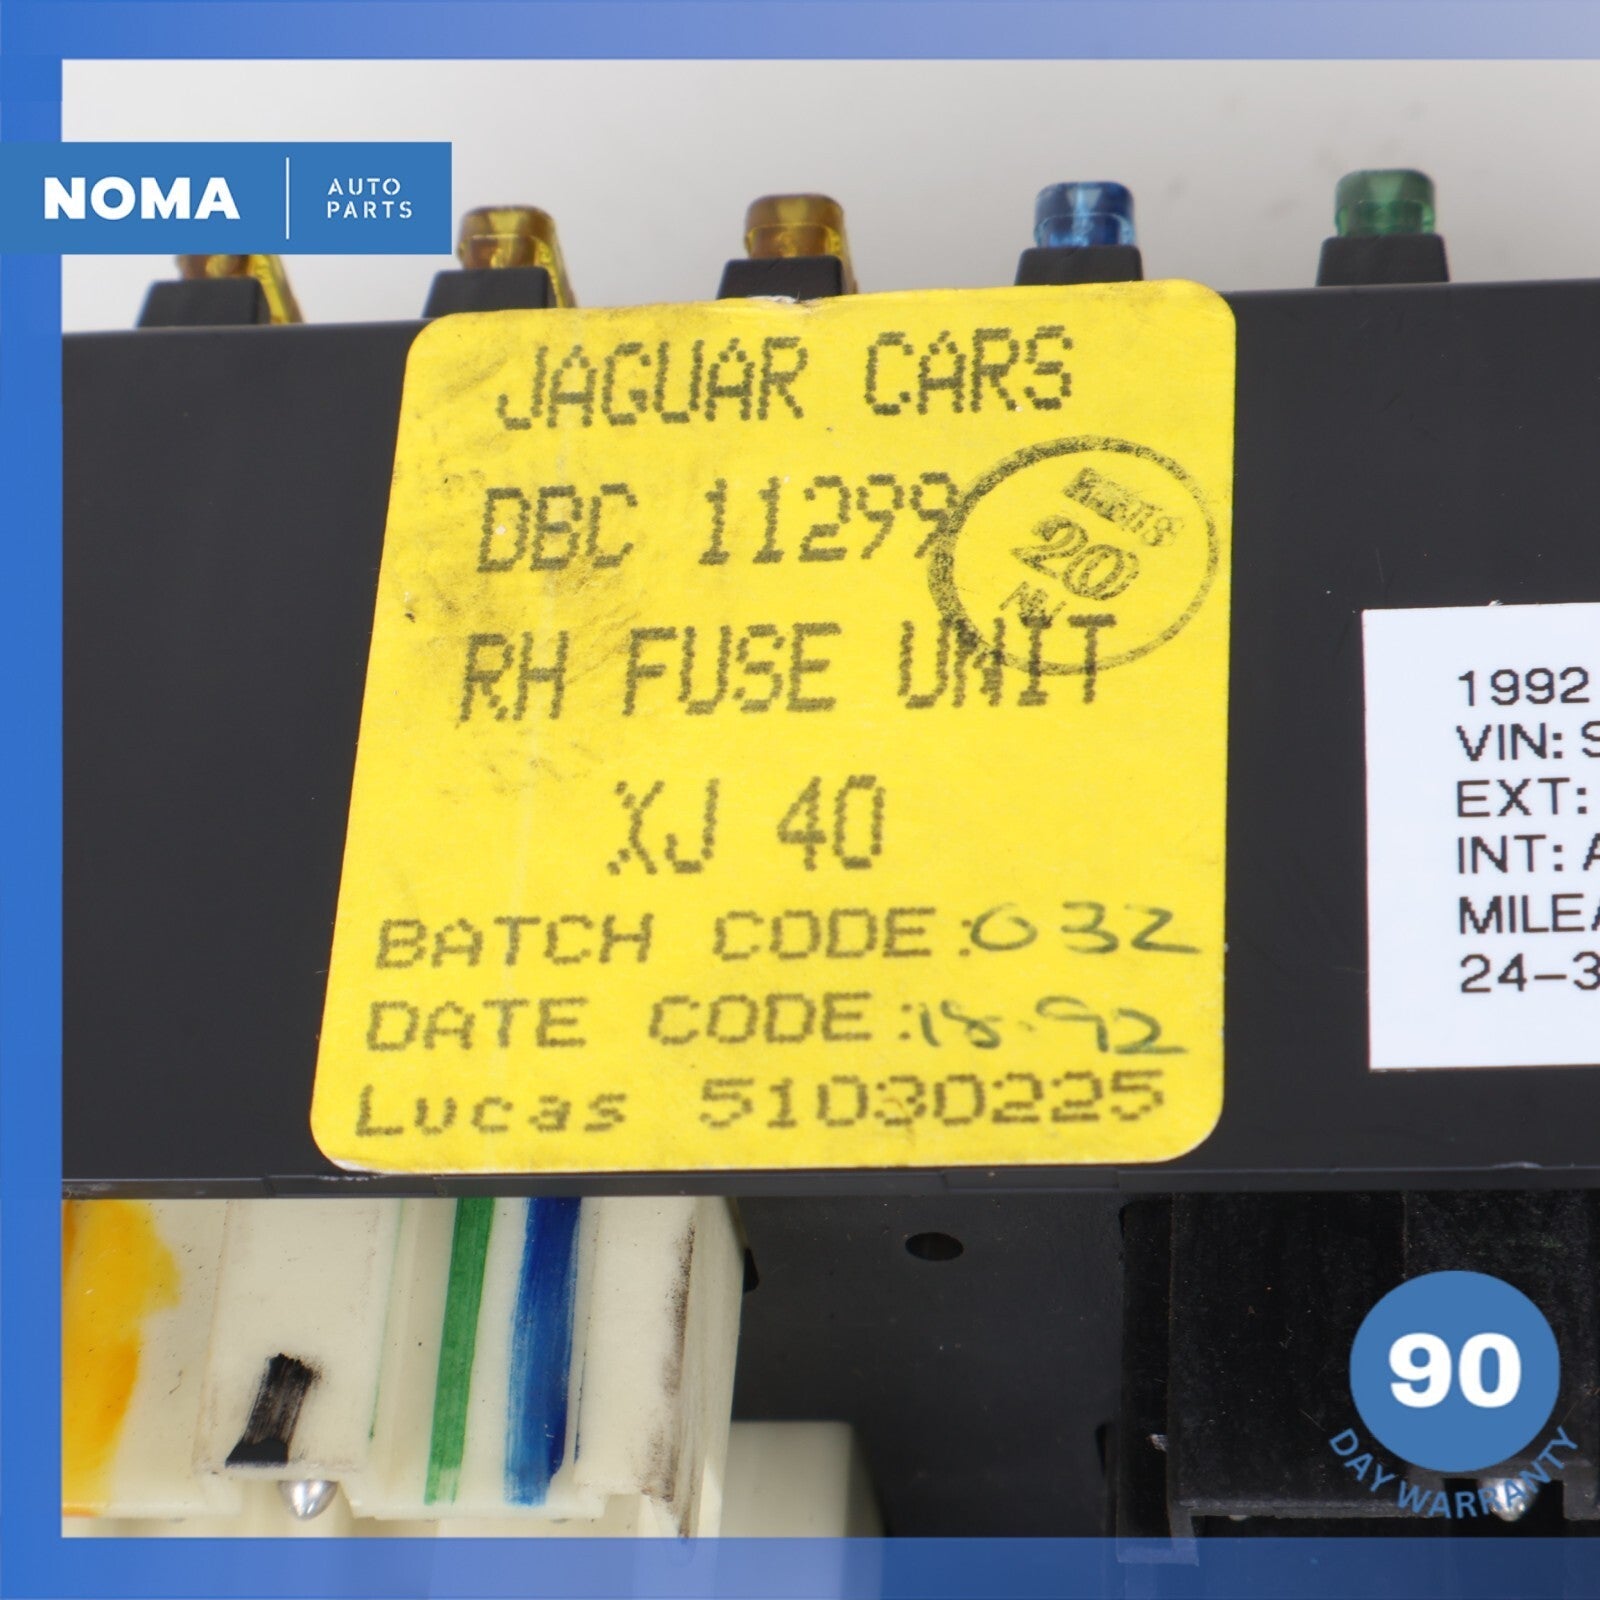 NOMA
AUTO
PARTS
JAGUAR CARS
DBC 11299
20
RH FUSE UNIT
XJ 40
BATCH CODE:032
DATE CODE:18.92
Lucas 51030225
1992
VIN: S
EXT:
INT: A
MILEA
24-3
90
DAY WARRANTY